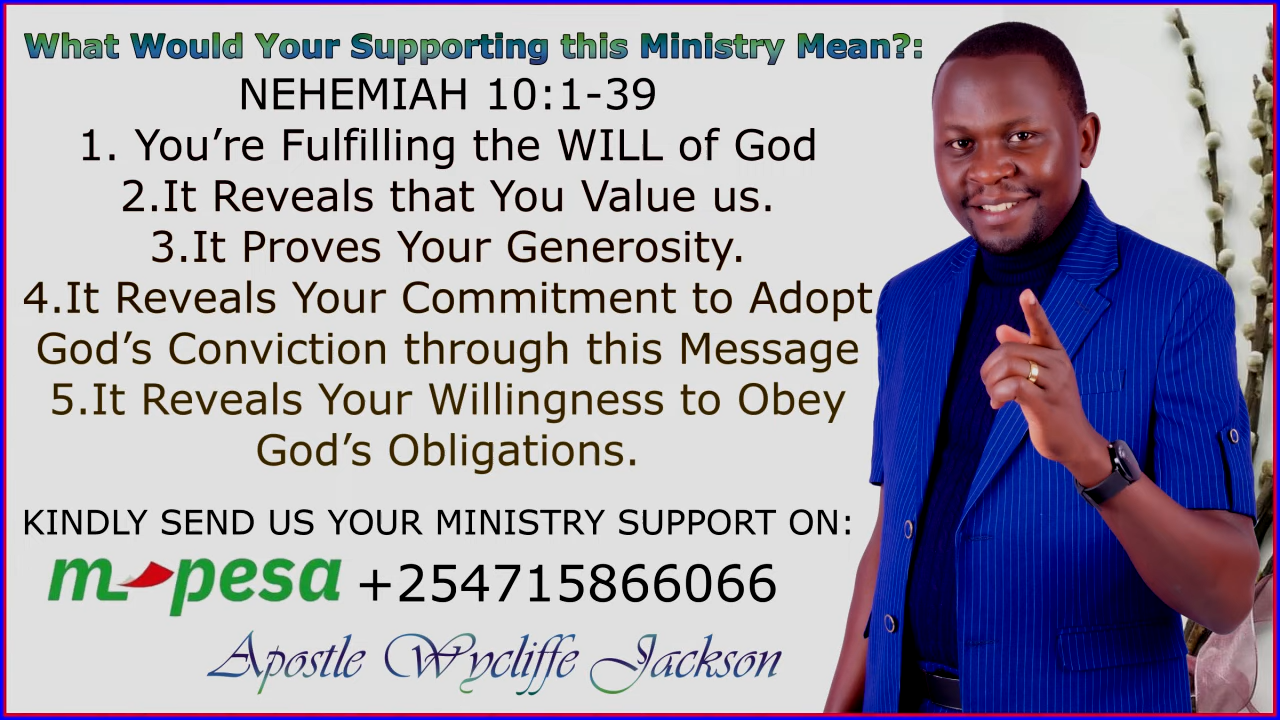 What Would Your Supporting this Ministry Mean?:
NEHEMIAH 10:1-39
1. You’re Fulfilling the WILL of God
2.It Reveals that You Value us.
3.It Proves Your Generosity.
4.It Reveals Your Commitment to Adopt
God’s Conviction through this Message
5.It Reveals Your Willingness to Obey
God’s Obligations.
KINDLY SEND US YOUR MINISTRY SUPPORT ON:
m-pesa +254715866066
Apostle Wycliffe Jackson